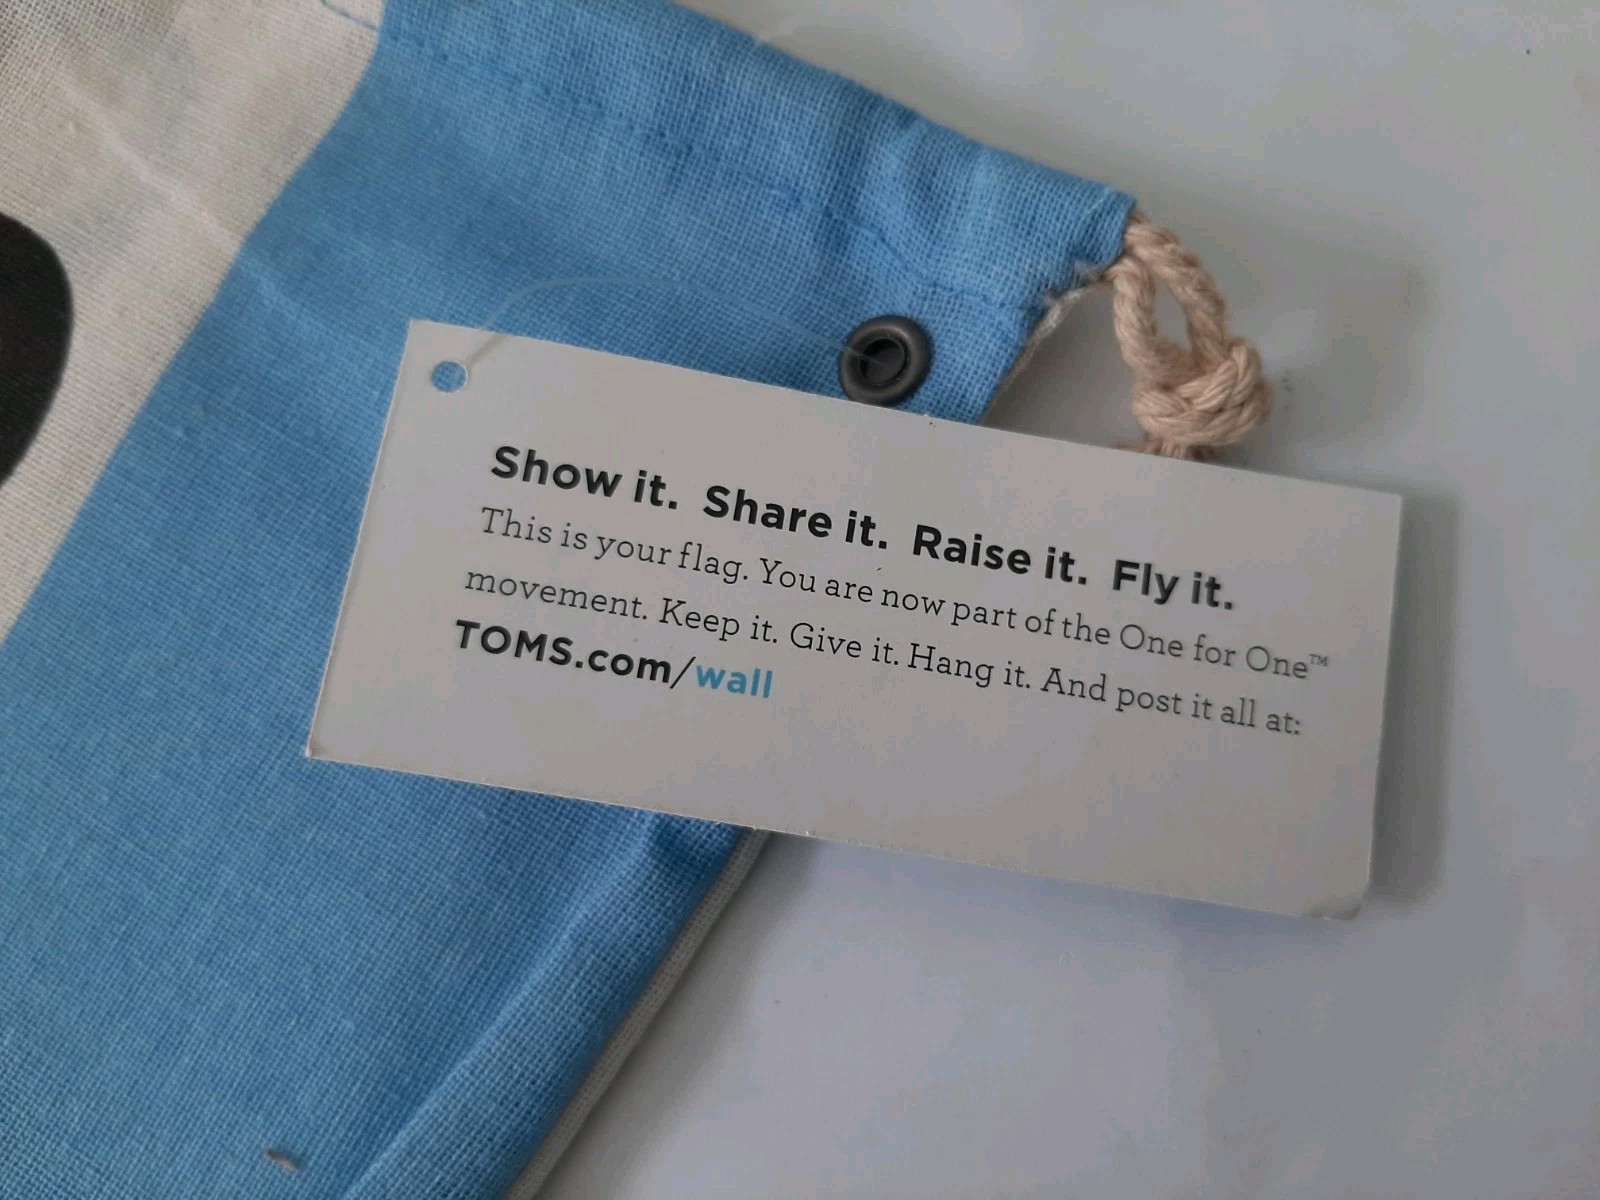 Show it. Share it. Raise it. Fly it.
This is your flag. You are now part of the One for One™
movement. Keep it. Give it. Hang it. And post it all at:
TOMS.com/wall